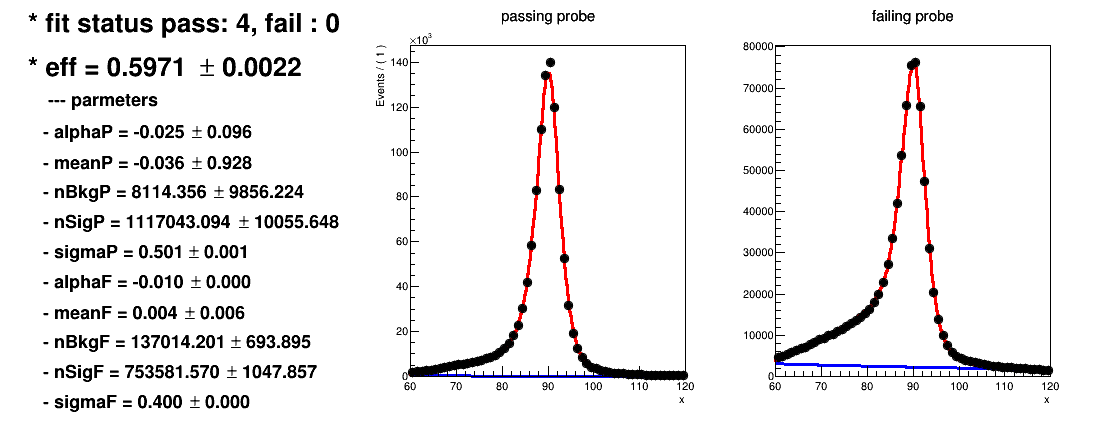 * fit status pass: 4, fail : 0
* eff = 0.5971 ± 0.0022
--- parmeters
- alphaP = -0.025 ± 0.096
- meanP = -0.036 ± 0.928
- nBkgP = 8114.356 ± 9856.224
- nSigP = 1117043.094 ± 10055.648
- sigmaP = 0.501 ± 0.001
- alphaF = -0.010 ± 0.000
- meanF = 0.004 ± 0.006
- nBkgF = 137014.201 ± 693.895
- nSigF = 753581.570 ± 1047.857
- sigmaF = 0.400 ± 0.000
passing probe
×10³
Events / ( 1 )
140
120
100
80
60
40
20
0
60 70 80 90 100 110 120
x
failing probe
80000
70000
60000
50000
40000
30000
20000
10000
0
60 70 80 90 100 110 120
x